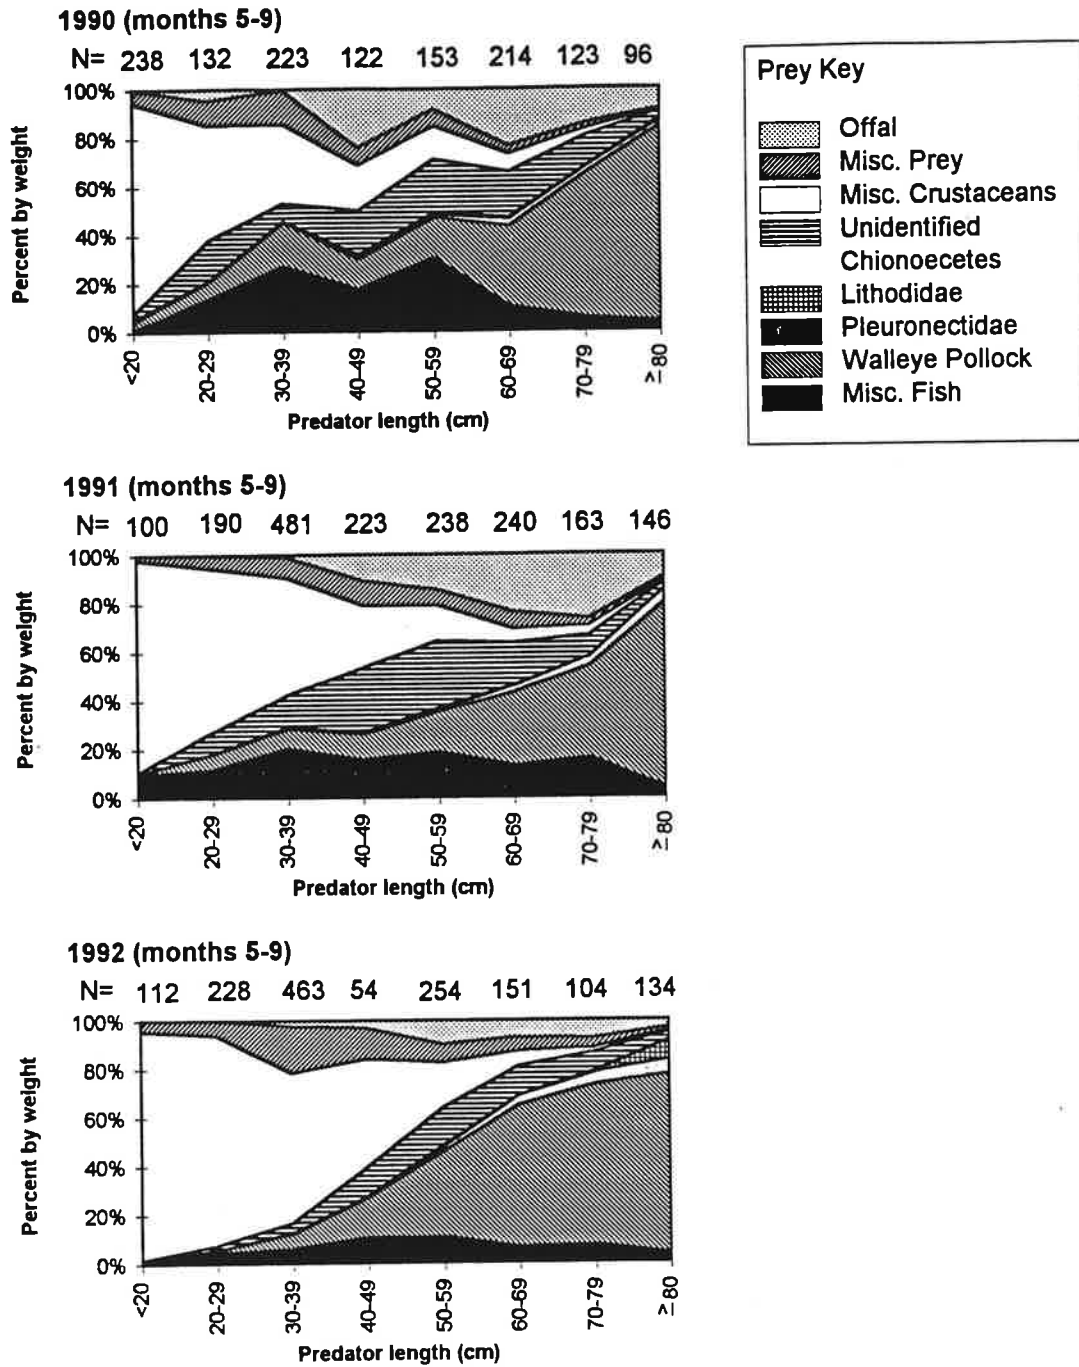 1990 (months 5-9)
N= 238 132 223 122 153 214 123 96
100%
80%
60%
40%
20%
0%
Percent by weight
<20 20-29 30-39 40-49 50-59 60-69 70-79 ≥80
Predator length (cm)
Prey Key
Offal
Misc. Prey
Misc. Crustaceans
Unidentified
Chionoecetes
Lithodidae
Pleuronectidae
Walleye Pollock
Misc. Fish
1991 (months 5-9)
N= 100 190 481 223 238 240 163 146
100%
80%
60%
40%
20%
0%
Percent by weight
<20 20-29 30-39 40-49 50-59 60-69 70-79 ≥80
Predator length (cm)
1992 (months 5-9)
N= 112 228 463 54 254 151 104 134
100%
80%
60%
40%
20%
0%
Percent by weight
<20 20-29 30-39 40-49 50-59 60-69 70-79 ≥80
Predator length (cm)